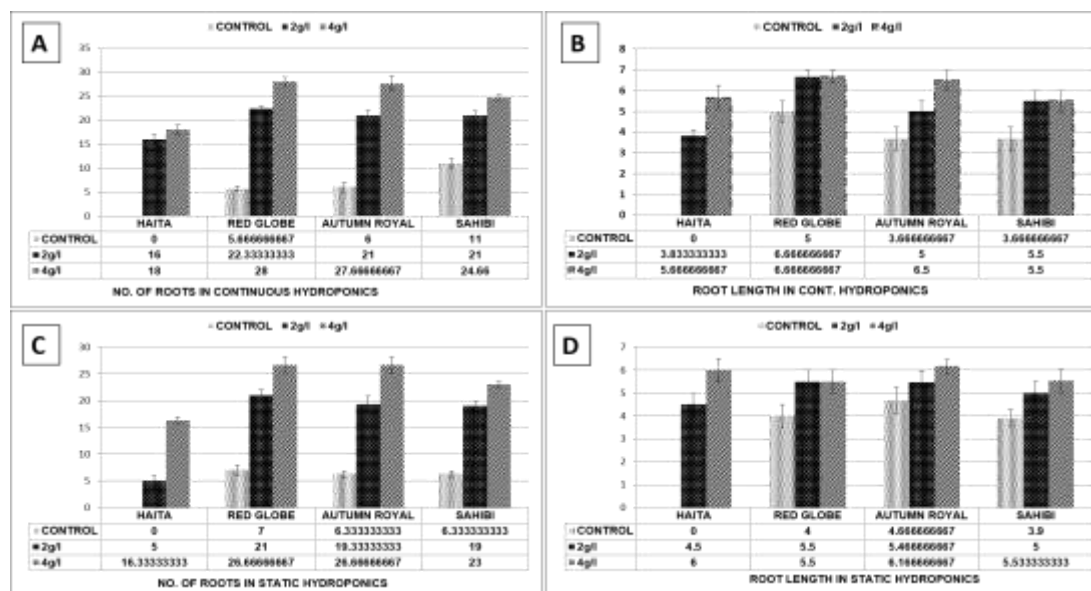 A
CONTROL 2g/l 4g/l
35
30
25
20
15
10
5
0
HAITA RED GLOBE AUTUMN ROYAL SAHIBI
CONTROL 0 5.666666667 6 11
2g/l 16 22.33333333 21 21
4g/l 18 28 27.66666667 24.66
NO. OF ROOTS IN CONTINUOUS HYDROPONICS
B
CONTROL 2g/l 4g/l
8
7
6
5
4
3
2
1
0
HAITA RED GLOBE AUTUMN ROYAL SAHIBI
CONTROL 0 5 3.666666667 3.666666667
2g/l 3.833333333 6.666666667 5 5.5
4g/l 5.666666667 6.666666667 6.5 5.5
ROOT LENGTH IN CONT. HYDROPONICS
C
CONTROL 2g/l 4g/l
30
25
20
15
10
5
0
HAITA RED GLOBE AUTUMN ROYAL SAHIBI
CONTROL 0 7 6.333333333 6.333333333
2g/l 5 21 19.33333333 19
4g/l 16.33333333 26.66666667 26.66666667 23
NO. OF ROOTS IN STATIC HYDROPONICS
D
CONTROL 2g/l 4g/l
7
6
5
4
3
2
1
0
HAITA RED GLOBE AUTUMN ROYAL SAHIBI
CONTROL 0 4 4.666666667 3.9
2g/l 4.5 5.5 5.466666667 5
4g/l 6 5.5 6.166666667 5.533333333
ROOT LENGTH IN STATIC HYDROPONICS